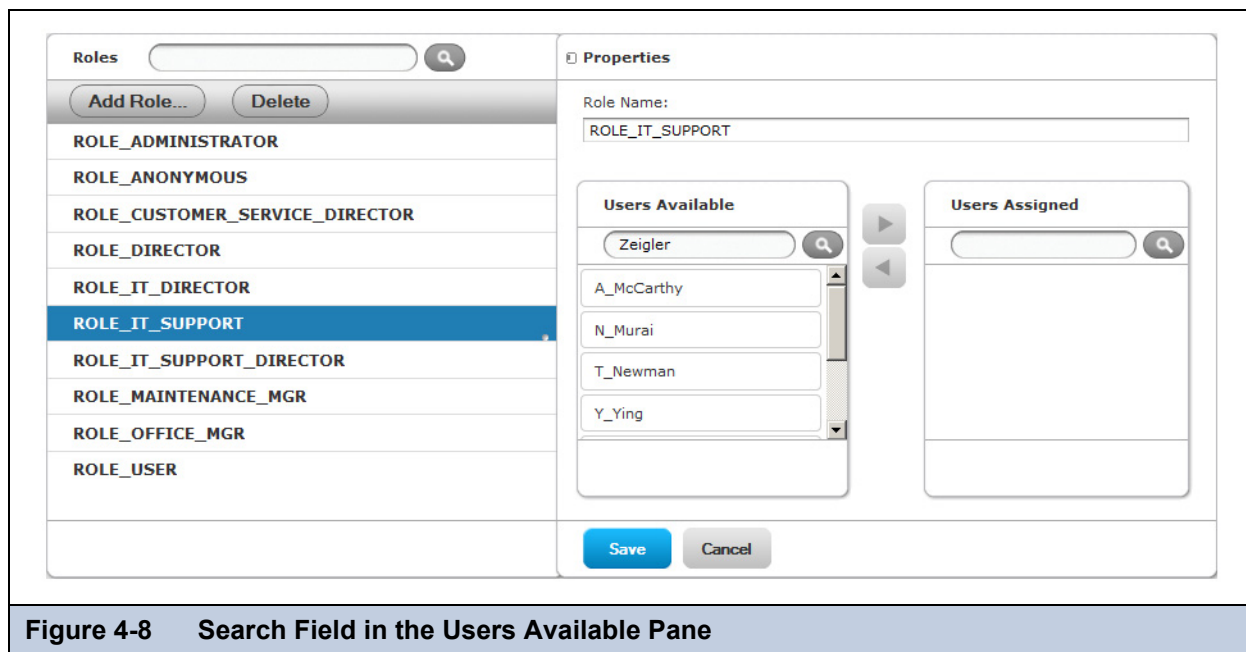 Roles
Add Role...
Delete
ROLE_ADMINISTRATOR
ROLE_ANONYMOUS
ROLE_CUSTOMER_SERVICE_DIRECTOR
ROLE_DIRECTOR
ROLE_IT_DIRECTOR
ROLE_IT_SUPPORT
ROLE_IT_SUPPORT_DIRECTOR
ROLE_MAINTENANCE_MGR
ROLE_OFFICE_MGR
ROLE_USER
Properties
Role Name:
ROLE_IT_SUPPORT
Users Available
Zeigler
A_McCarthy
N_Murai
T_Newman
Y_Ying
Users Assigned
Save
Cancel
Figure 4-8 Search Field in the Users Available Pane